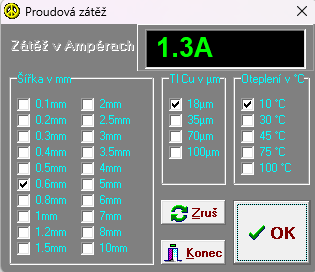 Proudová zátěž
Zátěž v Ampérach
1.3A
Šířka v mm
0.1mm 2mm
0.2mm 2.5mm
0.3mm 3mm
0.4mm 3.5mm
0.5mm 4mm
0.6mm 5mm
0.8mm 6mm
1mm 7mm
1.2mm 8mm
1.5mm 10mm
Tl Cu v µm
18µm
35µm
70µm
100µm
Oteplení v °C
10 °C
30 °C
45 °C
75 °C
100 °C
Zruš
Konec
OK